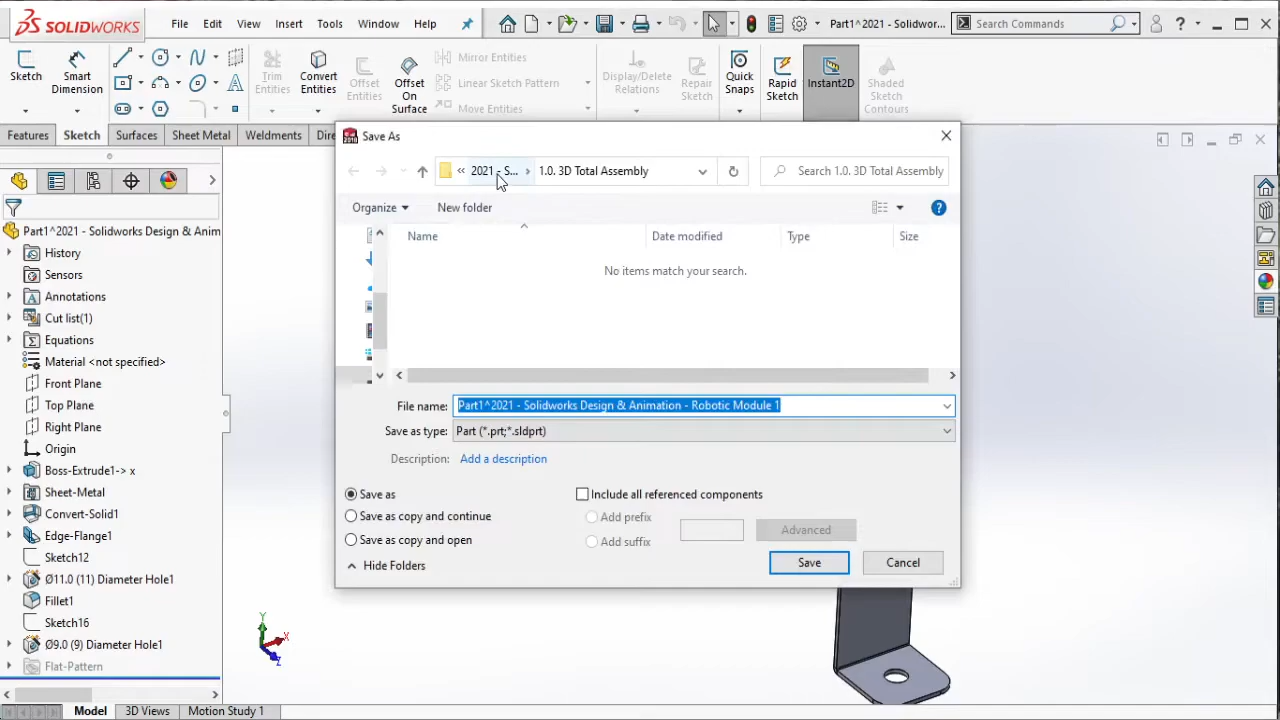 SOLIDWORKS File Edit View Insert Tools Window Help Part1^2021 - Solidwor... Search Commands ?
Sketch Smart Dimension Trim Entities Convert Entities Offset Entities Offset On Surface Mirror Entities Linear Sketch Pattern Move Entities Display/Delete Relations Repair Sketch Quick Snaps Rapid Sketch Instant2D Shaded Sketch Contours
Features Sketch Surfaces Sheet Metal Weldments Dire
Save As
« 2021 - S... › 1.0. 3D Total Assembly Search 1.0. 3D Total Assembly
Organize New folder ?
Name Date modified Type Size
No items match your search.
File name: Part1^2021 - Solidworks Design & Animation - Robotic Module 1
Save as type: Part (*.prt;*.sldprt)
Description: Add a description
Save as
Save as copy and continue
Save as copy and open
Include all referenced components
Add prefix
Add suffix
Advanced
Hide Folders
Save Cancel
Part1^2021 - Solidworks Design & Anim
History
Sensors
Annotations
Cut list(1)
Equations
Material <not specified>
Front Plane
Top Plane
Right Plane
Origin
Boss-Extrude1-> x
Sheet-Metal
Convert-Solid1
Edge-Flange1
Sketch12
Ø11.0 (11) Diameter Hole1
Fillet1
Sketch16
Ø9.0 (9) Diameter Hole1
Flat-Pattern
Y
X
Z
Model 3D Views Motion Study 1